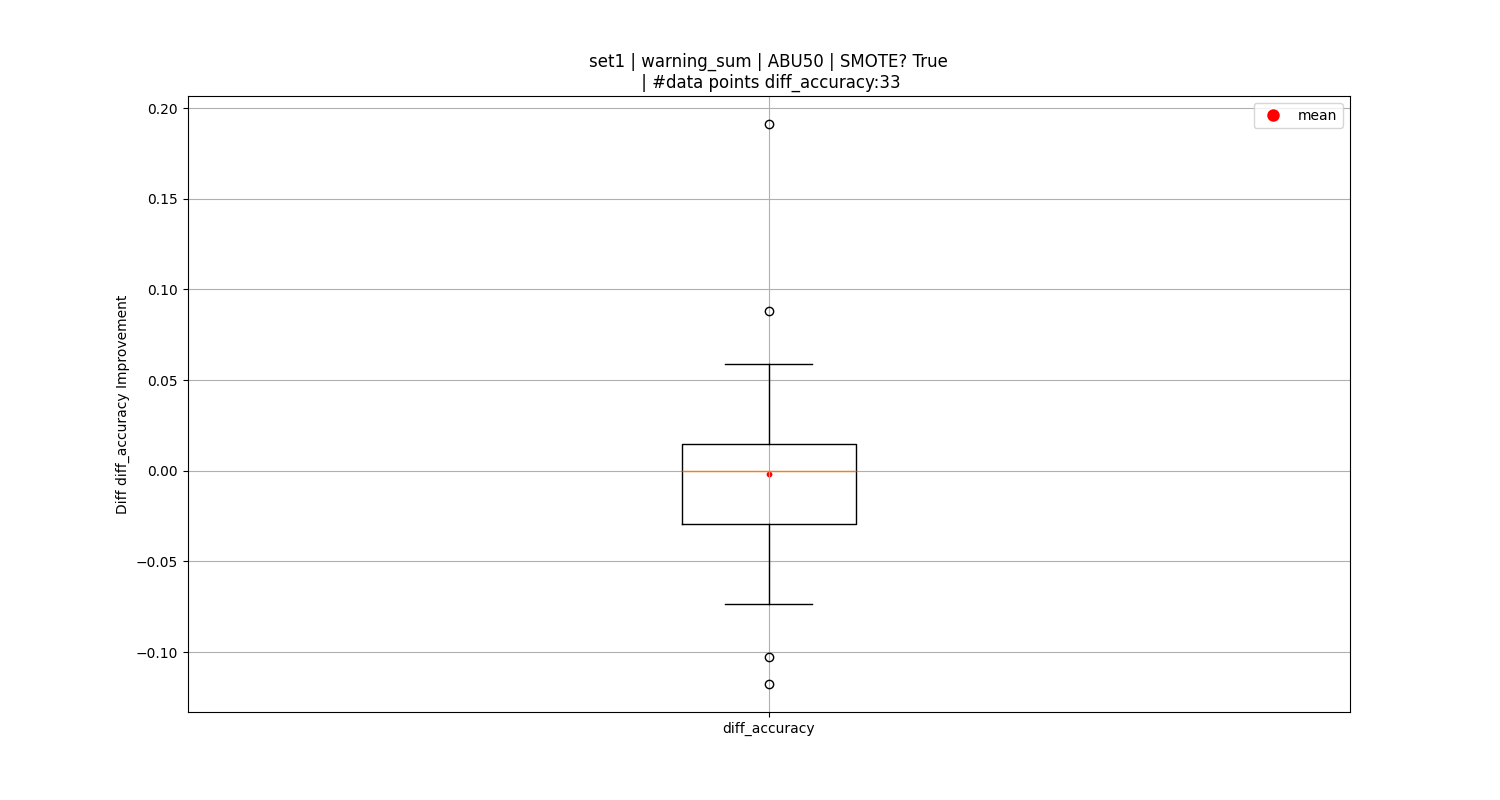 set1 | warning_sum | ABU50 | SMOTE? True
| #data points diff_accuracy:33
mean
0.20
0.15
0.10
0.05
0.00
−0.05
−0.10
Diff diff_accuracy Improvement
diff_accuracy